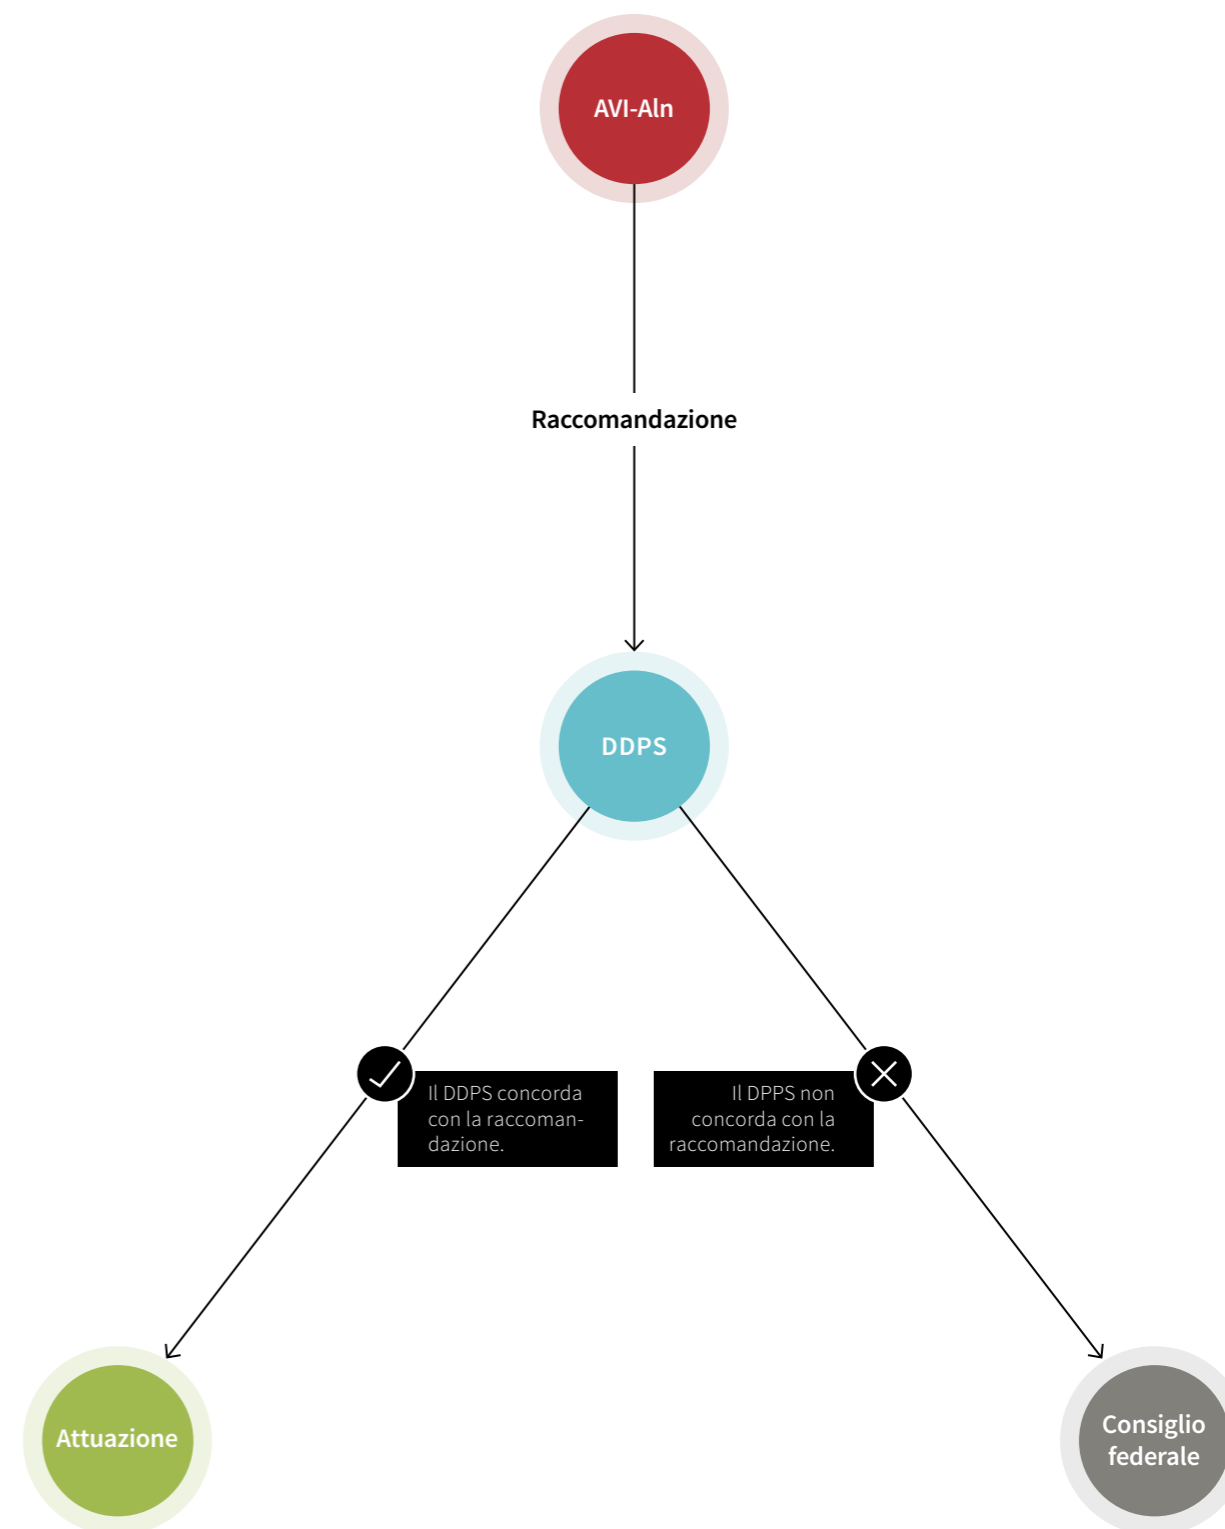 AVI-Aln
Raccomandazione
DDPS
Il DDPS concorda
con la raccoman-
dazione.
Il DPPS non
concorda con la
raccomandazione.
Attuazione
Consiglio
federale